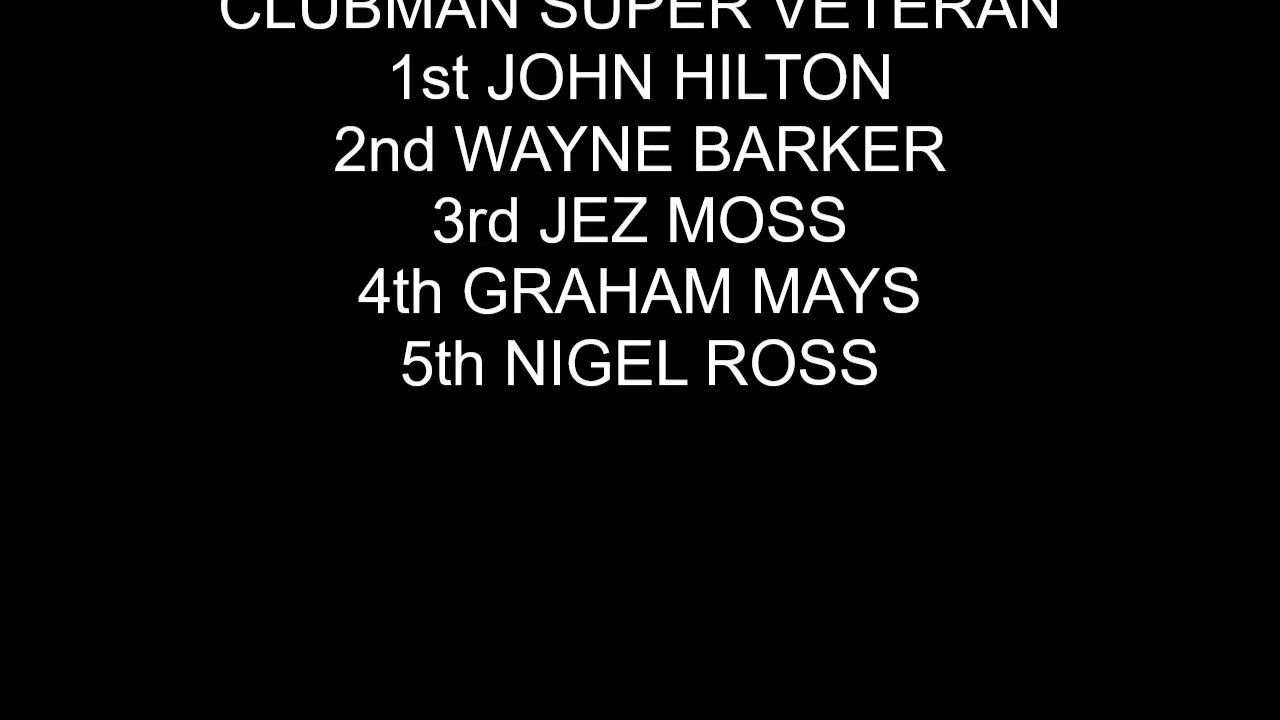 CLUBMAN SUPER VETERAN
1st JOHN HILTON
2nd WAYNE BARKER
3rd JEZ MOSS
4th GRAHAM MAYS
5th NIGEL ROSS